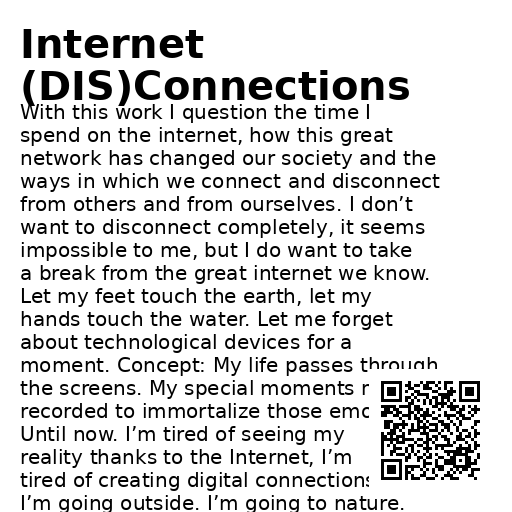 Internet
(DIS)Connections
With this work I question the time I
spend on the internet, how this great
network has changed our society and the
ways in which we connect and disconnect
from others and from ourselves. I don’t
want to disconnect completely, it seems
impossible to me, but I do want to take
a break from the great internet we know.
Let my feet touch the earth, let my
hands touch the water. Let me forget
about technological devices for a
moment. Concept: My life passes through
the screens. My special moments
recorded to immortalize those
Until now. I’m tired of seeing my
reality thanks to the Internet, I’m
tired of creating digital connections
I’m going outside. I’m going to nature.